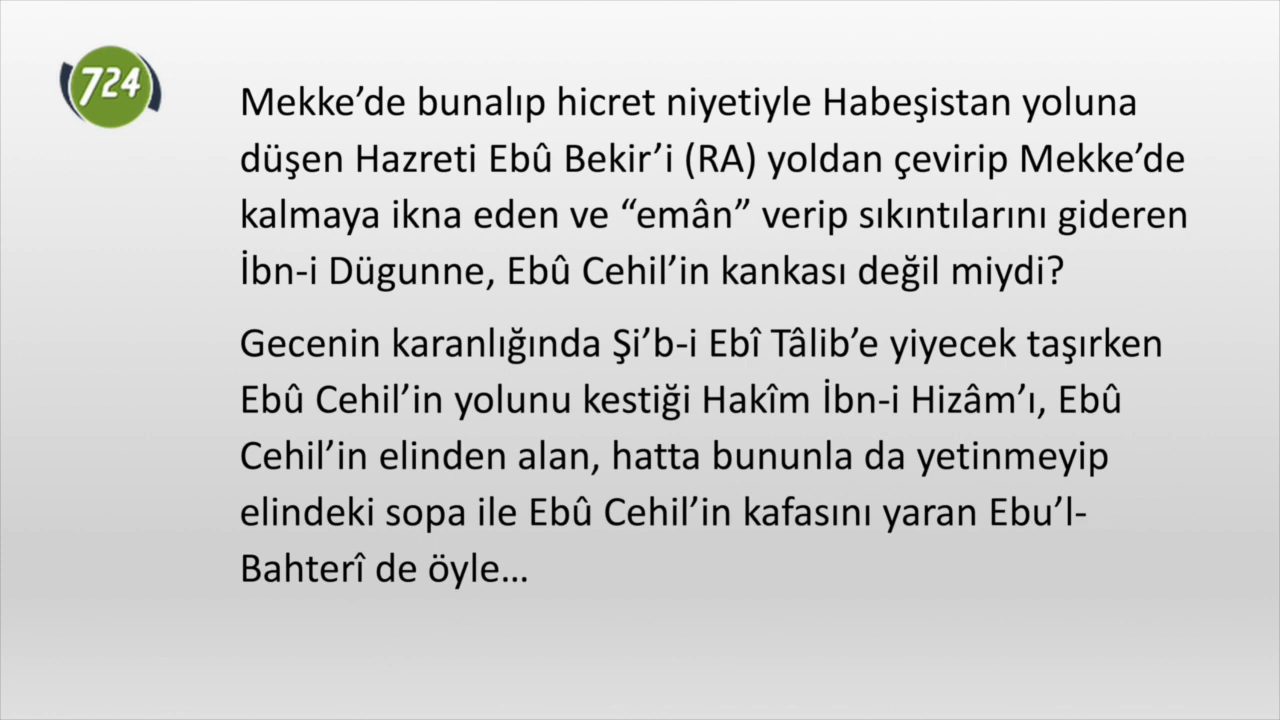 724
Mekke’de bunalıp hicret niyetiyle Habeşistan yoluna
düşen Hazreti Ebû Bekir’i (RA) yoldan çevirip Mekke’de
kalmaya ikna eden ve “emân” verip sıkıntılarını gideren
İbn-i Dügunne, Ebû Cehil’in kankası değil miydi?
Gecenin karanlığında Şi’b-i Ebî Tâlib’e yiyecek taşırken
Ebû Cehil’in yolunu kestiği Hakîm İbn-i Hizâm’ı, Ebû
Cehil’in elinden alan, hatta bununla da yetinmeyip
elindeki sopa ile Ebû Cehil’in kafasını yaran Ebu’l-
Bahterî de öyle…